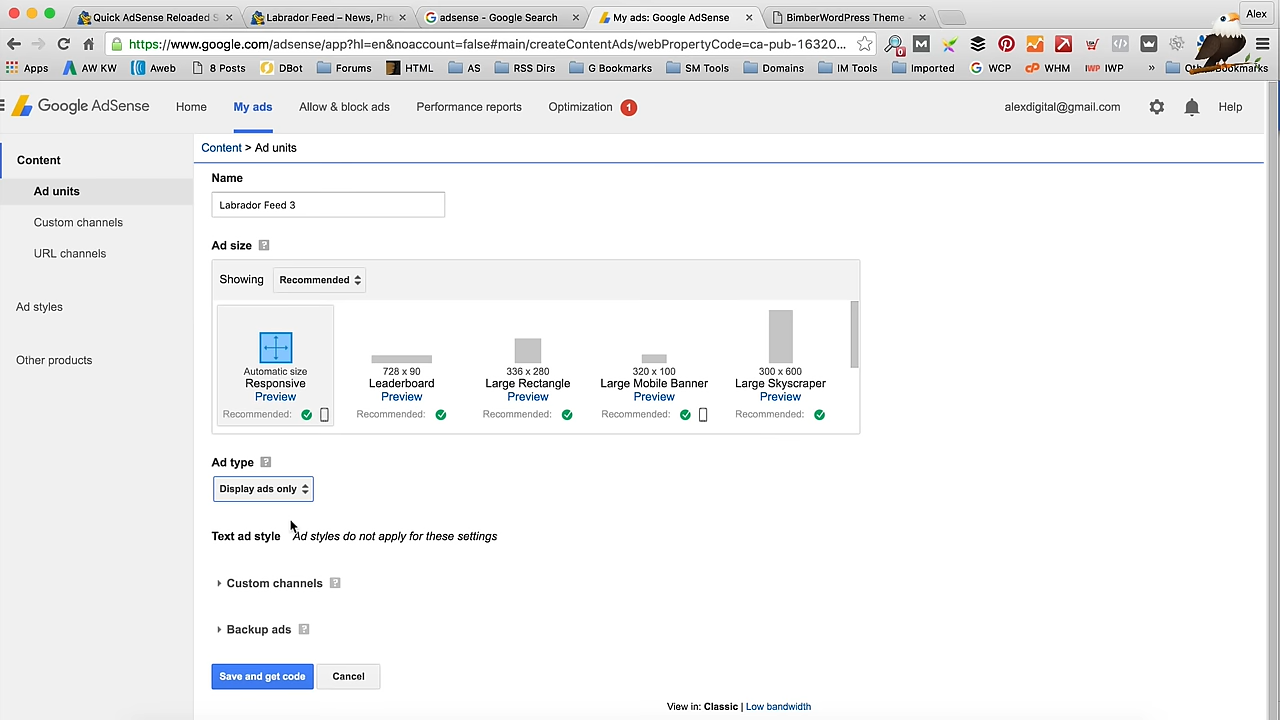 Quick AdSense Reloaded S
Labrador Feed – News, Pho
adsense - Google Search
My ads: Google AdSense
BimberWordPress Theme -
Alex
https://www.google.com/adsense/app?hl=en&noaccount=false#main/createContentAds/webPropertyCode=ca-pub-16320...
Apps
AW KW
Aweb
8 Posts
DBot
Forums
HTML
AS
RSS Dirs
G Bookmarks
SM Tools
Domains
IM Tools
Imported
WCP
cP WHM
IWP IWP
»
Google AdSense
Home
My ads
Allow & block ads
Performance reports
Optimization 1
alexdigital@gmail.com
Help
Content
Ad units
Custom channels
URL channels
Ad styles
Other products
Content > Ad units
Name
Labrador Feed 3
Ad size ?
Showing Recommended
Automatic size
Responsive
Preview
Recommended:
728 x 90
Leaderboard
Preview
Recommended:
336 x 280
Large Rectangle
Preview
Recommended:
320 x 100
Large Mobile Banner
Preview
Recommended:
300 x 600
Large Skyscraper
Preview
Recommended:
Ad type ?
Display ads only
Text ad style Ad styles do not apply for these settings
Custom channels ?
Backup ads ?
Save and get code
Cancel
View in: Classic | Low bandwidth